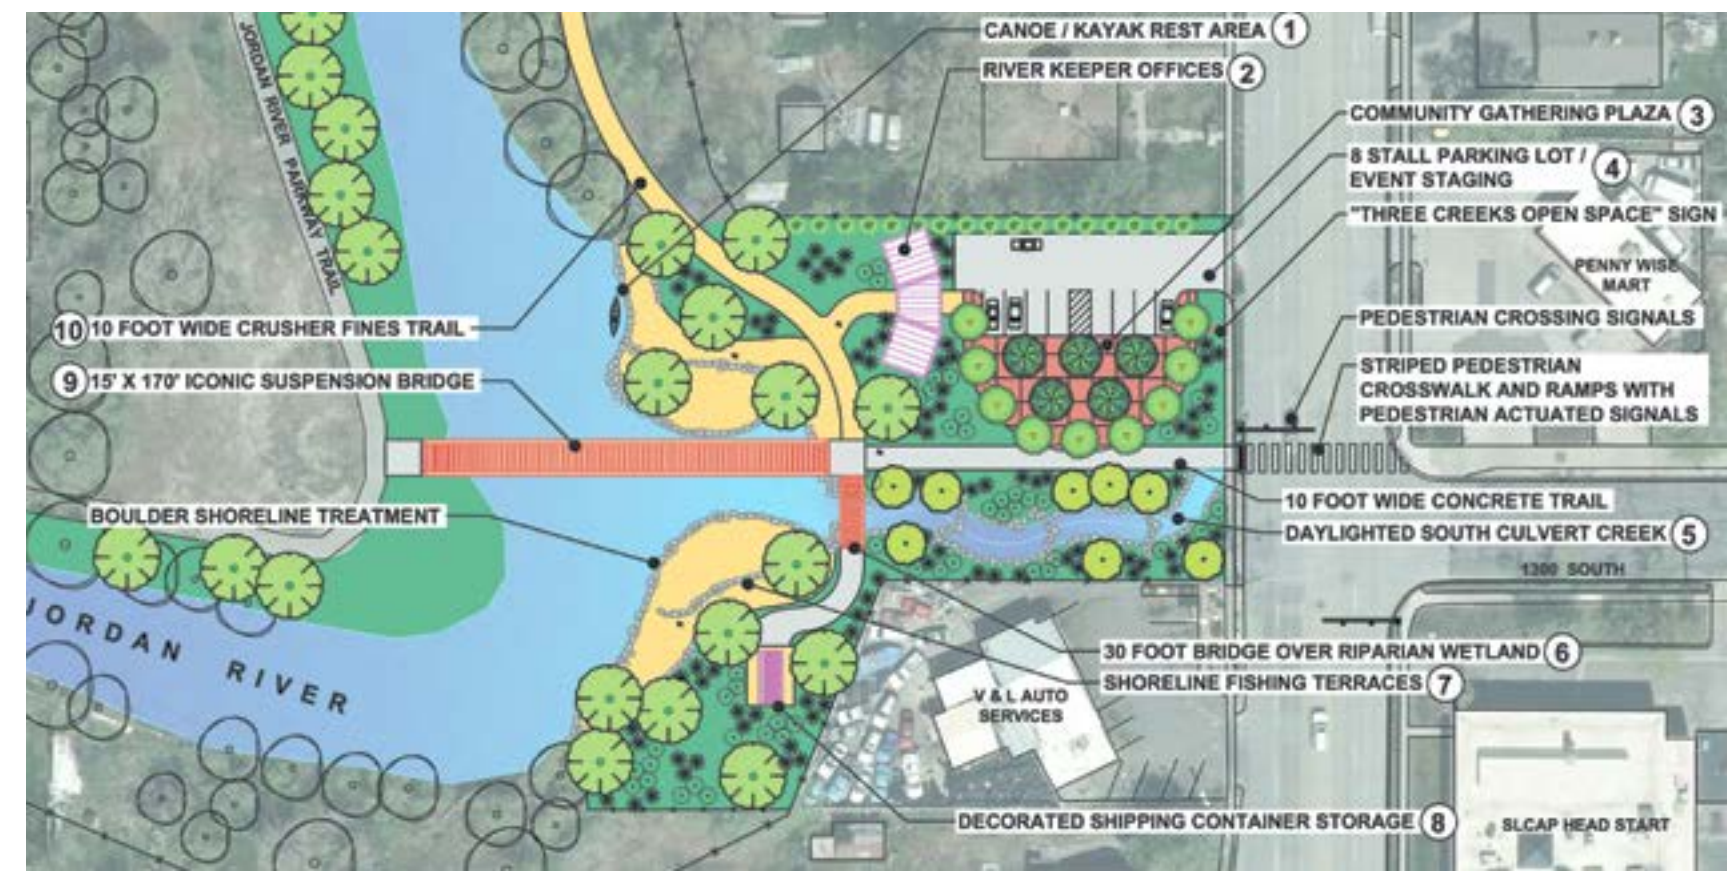 CANOE / KAYAK REST AREA 1
RIVER KEEPER OFFICES 2
COMMUNITY GATHERING PLAZA 3
8 STALL PARKING LOT / 4
EVENT STAGING
"THREE CREEKS OPEN SPACE" SIGN
JORDAN RIVER PARKWAY TRAIL
PENNY WISE
MART
10 10 FOOT WIDE CRUSHER FINES TRAIL
PEDESTRIAN CROSSING SIGNALS
9 15' X 170' ICONIC SUSPENSION BRIDGE
STRIPED PEDESTRIAN
CROSSWALK AND RAMPS WITH
PEDESTRIAN ACTUATED SIGNALS
BOULDER SHORELINE TREATMENT
10 FOOT WIDE CONCRETE TRAIL
DAYLIGHTED SOUTH CULVERT CREEK 5
1300 SOUTH
JORDAN RIVER
30 FOOT BRIDGE OVER RIPARIAN WETLAND 6
SHORELINE FISHING TERRACES 7
V & L AUTO
SERVICES
DECORATED SHIPPING CONTAINER STORAGE 8
SLCAP HEAD START